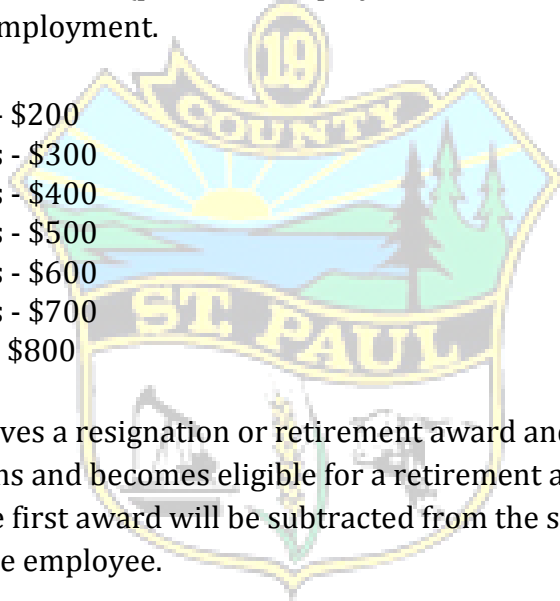 mployment.
19
COUNTY
- $200
s - $300
s - $400
s - $500
s - $600
s - $700
$800
ST. PAUL
ves a resignation or retirement award and
ns and becomes eligible for a retirement a
e first award will be subtracted from the s
e employee.